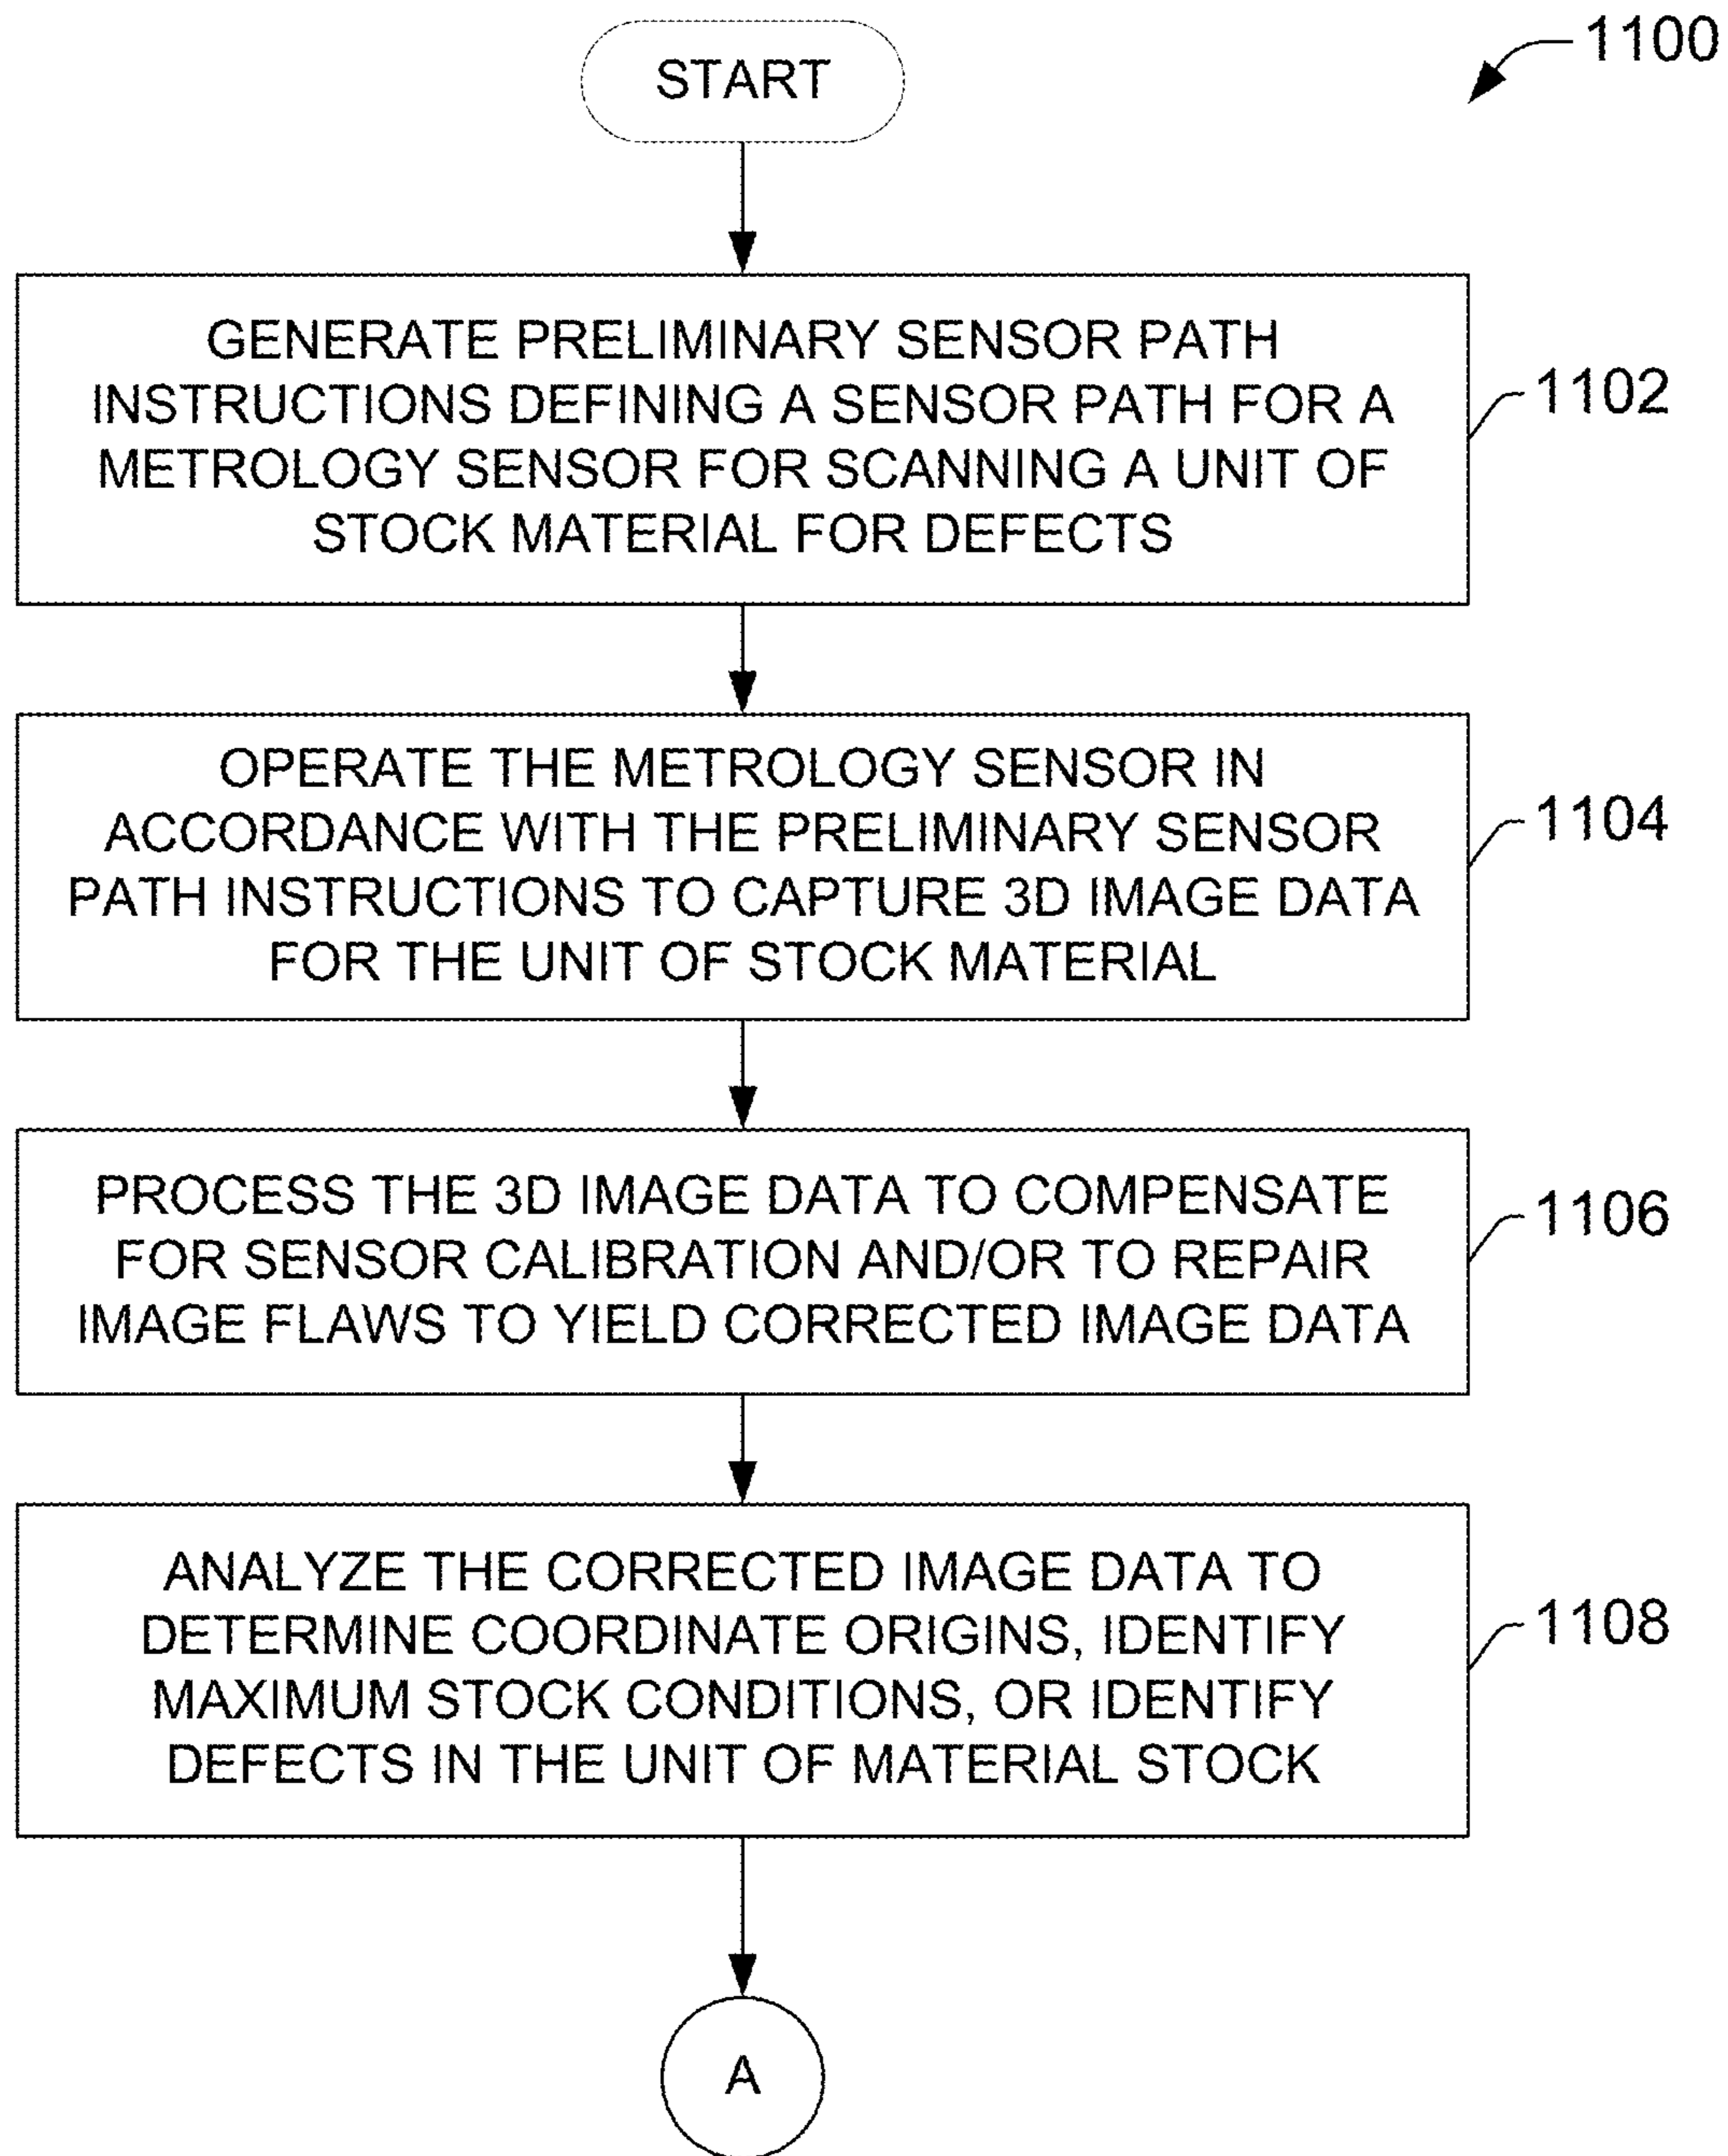 START
1100
GENERATE PRELIMINARY SENSOR PATH
INSTRUCTIONS DEFINING A SENSOR PATH FOR A
METROLOGY SENSOR FOR SCANNING A UNIT OF
STOCK MATERIAL FOR DEFECTS
1102
OPERATE THE METROLOGY SENSOR IN
ACCORDANCE WITH THE PRELIMINARY SENSOR
PATH INSTRUCTIONS TO CAPTURE 3D IMAGE DATA
FOR THE UNIT OF STOCK MATERIAL
1104
PROCESS THE 3D IMAGE DATA TO COMPENSATE
FOR SENSOR CALIBRATION AND/OR TO REPAIR
IMAGE FLAWS TO YIELD CORRECTED IMAGE DATA
1106
ANALYZE THE CORRECTED IMAGE DATA TO
DETERMINE COORDINATE ORIGINS, IDENTIFY
MAXIMUM STOCK CONDITIONS, OR IDENTIFY
DEFECTS IN THE UNIT OF MATERIAL STOCK
1108
A